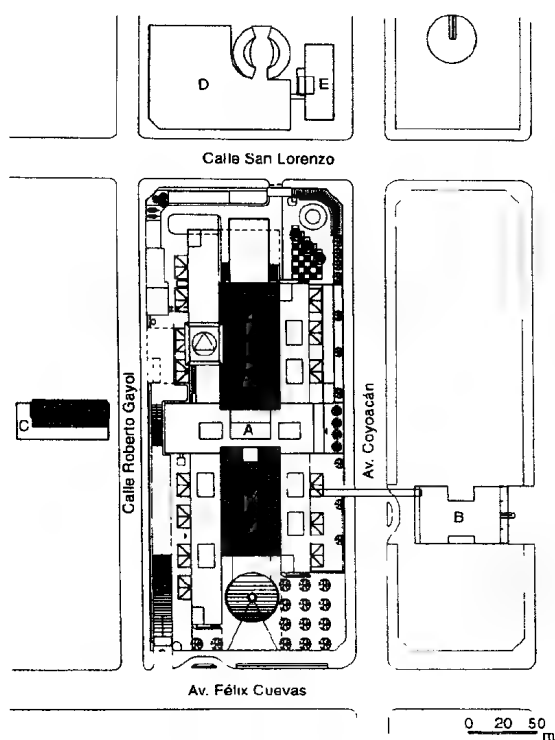 D
E
Calle San Lorenzo
Calle Roberto Gayol
Av. Coyoacán
C
A
B
Av. Félix Cuevas
0 20 50
m